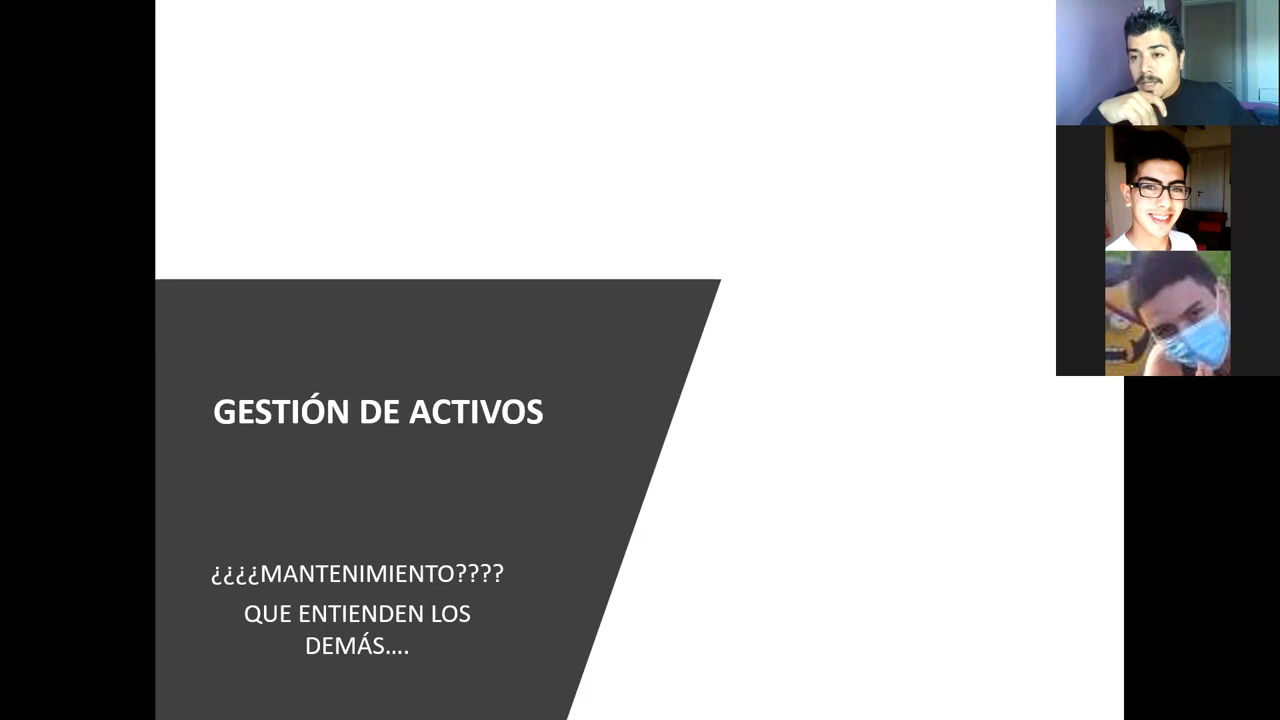 GESTIÓN DE ACTIVOS
¿¿¿¿MANTENIMIENTO????
QUE ENTIENDEN LOS
DEMÁS....